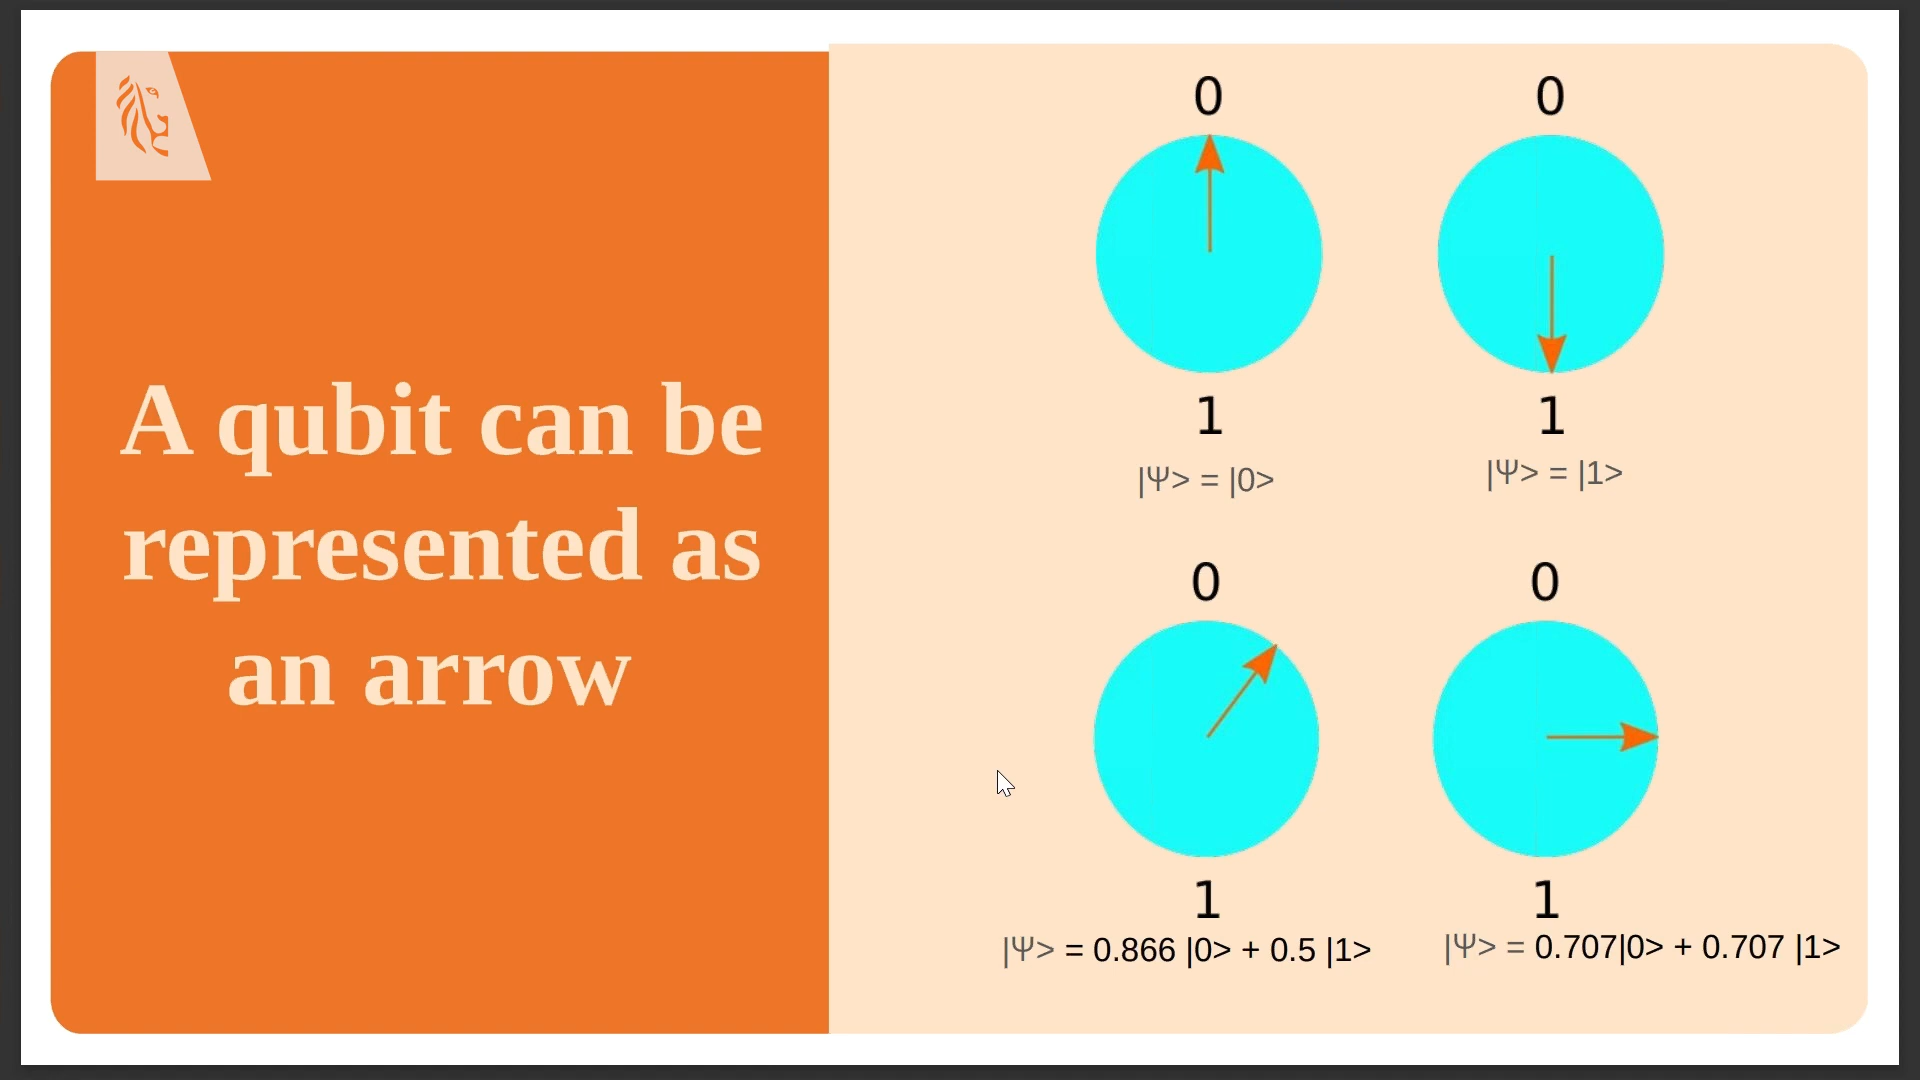 A qubit can be
represented as
an arrow
0
0
1
1
|Ψ> = |0>
|Ψ> = |1>
0
0
1
1
|Ψ> = 0.866 |0> + 0.5 |1>
|Ψ> = 0.707|0> + 0.707 |1>